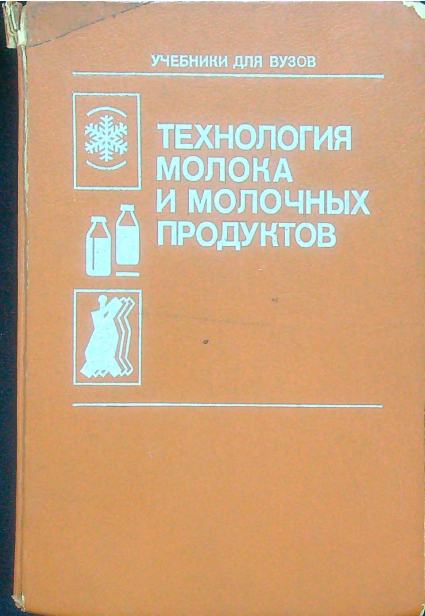 УЧЕБНИКИ ДЛЯ ВУЗОВ
ТЕХНОЛОГИЯ
МОЛОКА
И МОЛОЧНЫХ
ПРОДУКТОВ